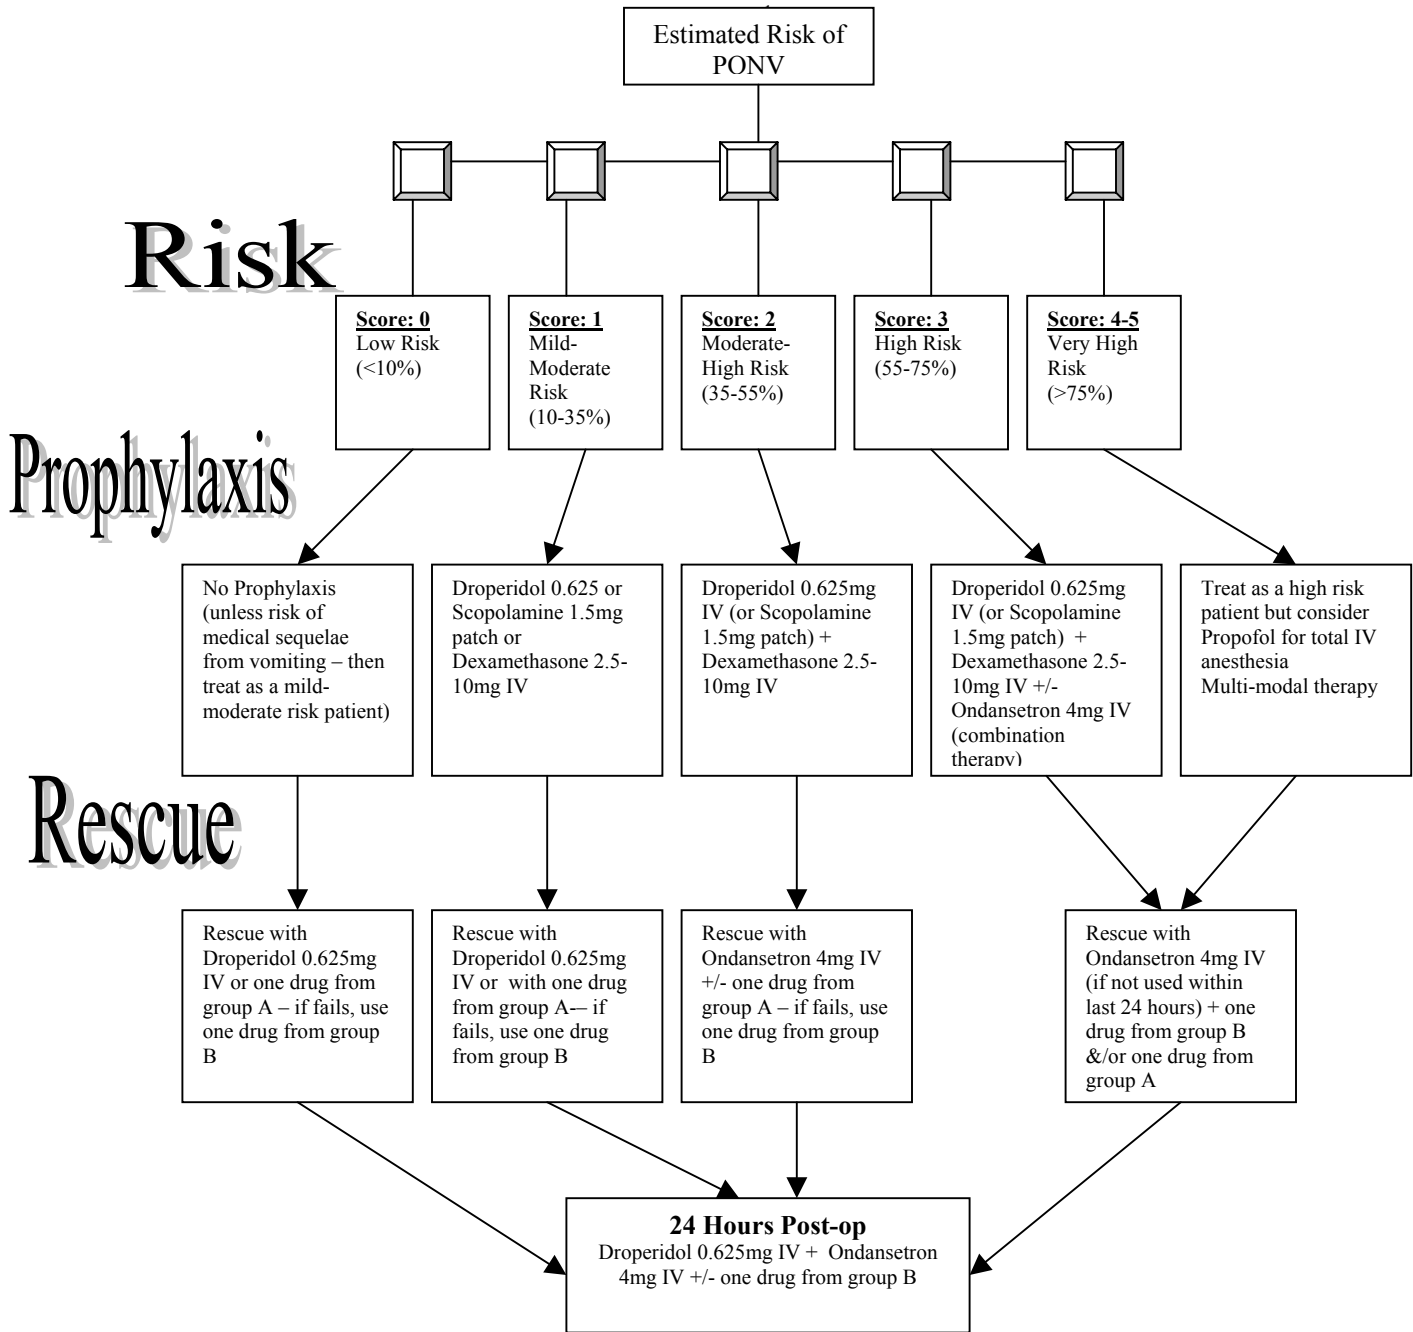 Estimated Risk of
PONV
Risk
Score: 0
Low Risk
(<10%)
Score: 1
Mild-
Moderate
Risk
(10-35%)
Score: 2
Moderate-
High Risk
(35-55%)
Score: 3
High Risk
(55-75%)
Score: 4-5
Very High
Risk
(>75%)
Prophylaxis
No Prophylaxis
(unless risk of
medical sequelae
from vomiting – then
treat as a mild-
moderate risk patient)
Droperidol 0.625 or
Scopolamine 1.5mg
patch or
Dexamethasone 2.5-
10mg IV
Droperidol 0.625mg
IV (or Scopolamine
1.5mg patch) +
Dexamethasone 2.5-
10mg IV
Droperidol 0.625mg
IV (or Scopolamine
1.5mg patch) +
Dexamethasone 2.5-
10mg IV +/-
Ondansetron 4mg IV
(combination
therapy)
Treat as a high risk
patient but consider
Propofol for total IV
anesthesia
Multi-modal therapy
Rescue
Rescue with
Droperidol 0.625mg
IV or one drug from
group A – if fails, use
one drug from group
B
Rescue with
Droperidol 0.625mg
IV or with one drug
from group A-– if
fails, use one drug
from group B
Rescue with
Ondansetron 4mg IV
+/- one drug from
group A – if fails, use
one drug from group
B
Rescue with
Ondansetron 4mg IV
(if not used within
last 24 hours) + one
drug from group B
&/or one drug from
group A
24 Hours Post-op
Droperidol 0.625mg IV + Ondansetron
4mg IV +/- one drug from group B